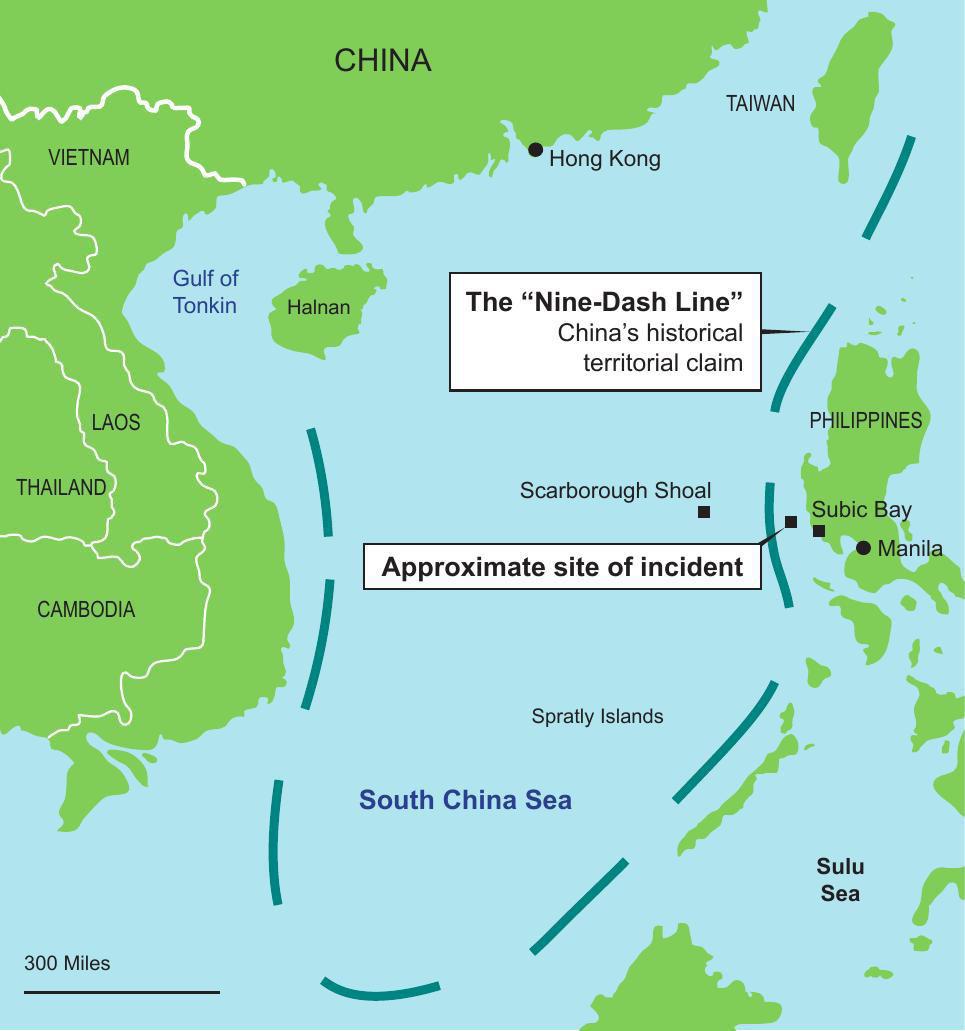 CHINA
TAIWAN
VIETNAM
Hong Kong
Gulf of
Tonkin
Halnan
The “Nine-Dash Line”
China’s historical
territorial claim
LAOS
PHILIPPINES
THAILAND
Scarborough Shoal
Subic Bay
Manila
Approximate site of incident
CAMBODIA
Spratly Islands
South China Sea
Sulu
Sea
300 Miles